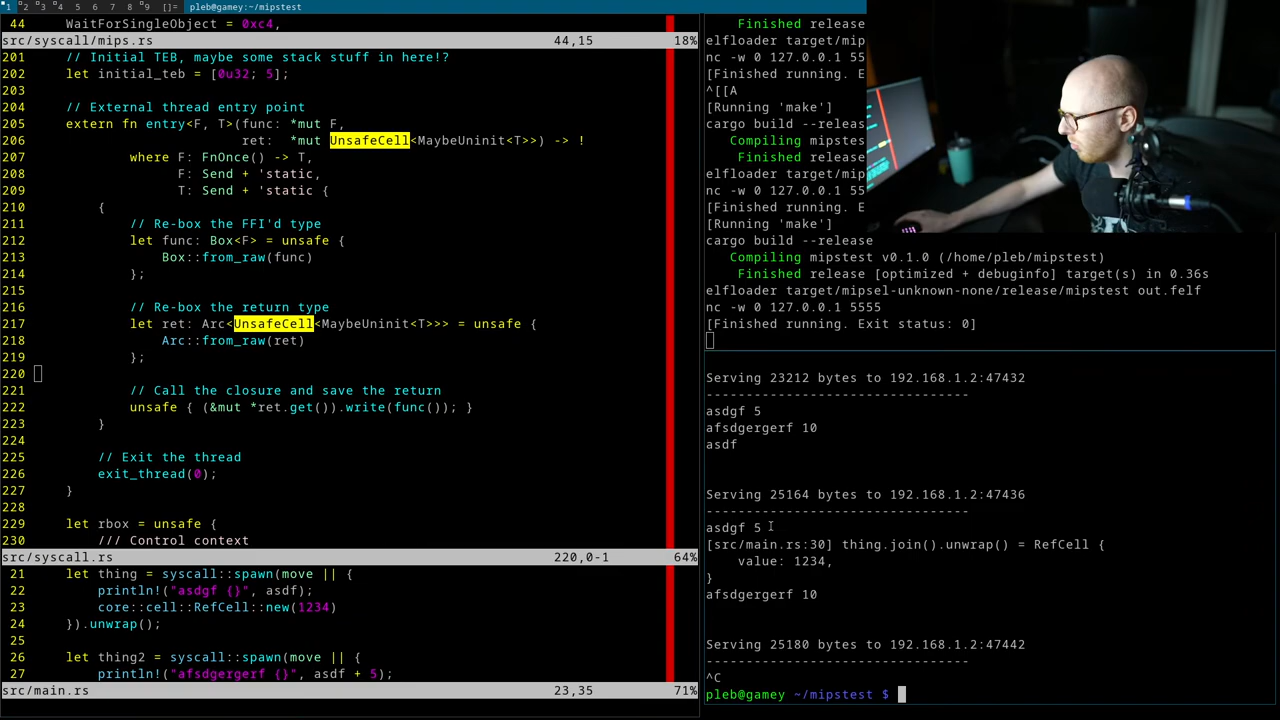 1 2 3 4 5 6 7 8 9 []= pleb@gamey:~/mipstest
44 WaitForSingleObject = 0xc4,
src/syscall/mips.rs 44,15 18%
201 // Initial TEB, maybe some stack stuff in here!?
202 let initial_teb = [0u32; 5];
203
204 // External thread entry point
205 extern fn entry<F, T>(func: *mut F,
206 ret: *mut UnsafeCell<MaybeUninit<T>>) -> !
207 where F: FnOnce() -> T,
208 F: Send + 'static,
209 T: Send + 'static {
210 {
211 // Re-box the FFI'd type
212 let func: Box<F> = unsafe {
213 Box::from_raw(func)
214 };
215
216 // Re-box the return type
217 let ret: Arc<UnsafeCell<MaybeUninit<T>>> = unsafe {
218 Arc::from_raw(ret)
219 };
220
221 // Call the closure and save the return
222 unsafe { (&mut *ret.get()).write(func()); }
223 }
224
225 // Exit the thread
226 exit_thread(0);
227 }
228
229 let rbox = unsafe {
230 /// Control context
src/syscall.rs 220,0-1 64%
21 let thing = syscall::spawn(move || {
22 println!("asdgf {}", asdf);
23 core::cell::RefCell::new(1234)
24 }).unwrap();
25
26 let thing2 = syscall::spawn(move || {
27 println!("afsdgergerf {}", asdf + 5);
src/main.rs 23,35 71%
Finished release
elfloader target/mip
nc -w 0 127.0.0.1 55
[Finished running. E
^[[A
[Running 'make']
cargo build --releas
Compiling mipstes
Finished release
elfloader target/mip
nc -w 0 127.0.0.1 55
[Finished running. E
[Running 'make']
cargo build --release
Compiling mipstest v0.1.0 (/home/pleb/mipstest)
Finished release [optimized + debuginfo] target(s) in 0.36s
elfloader target/mipsel-unknown-none/release/mipstest out.felf
nc -w 0 127.0.0.1 5555
[Finished running. Exit status: 0]
Serving 23212 bytes to 192.168.1.2:47432
---------------------------------
asdgf 5
afsdgergerf 10
asdf
Serving 25164 bytes to 192.168.1.2:47436
---------------------------------
asdgf 5
[src/main.rs:30] thing.join().unwrap() = RefCell {
value: 1234,
}
afsdgergerf 10
Serving 25180 bytes to 192.168.1.2:47442
---------------------------------
^C
pleb@gamey ~/mipstest $